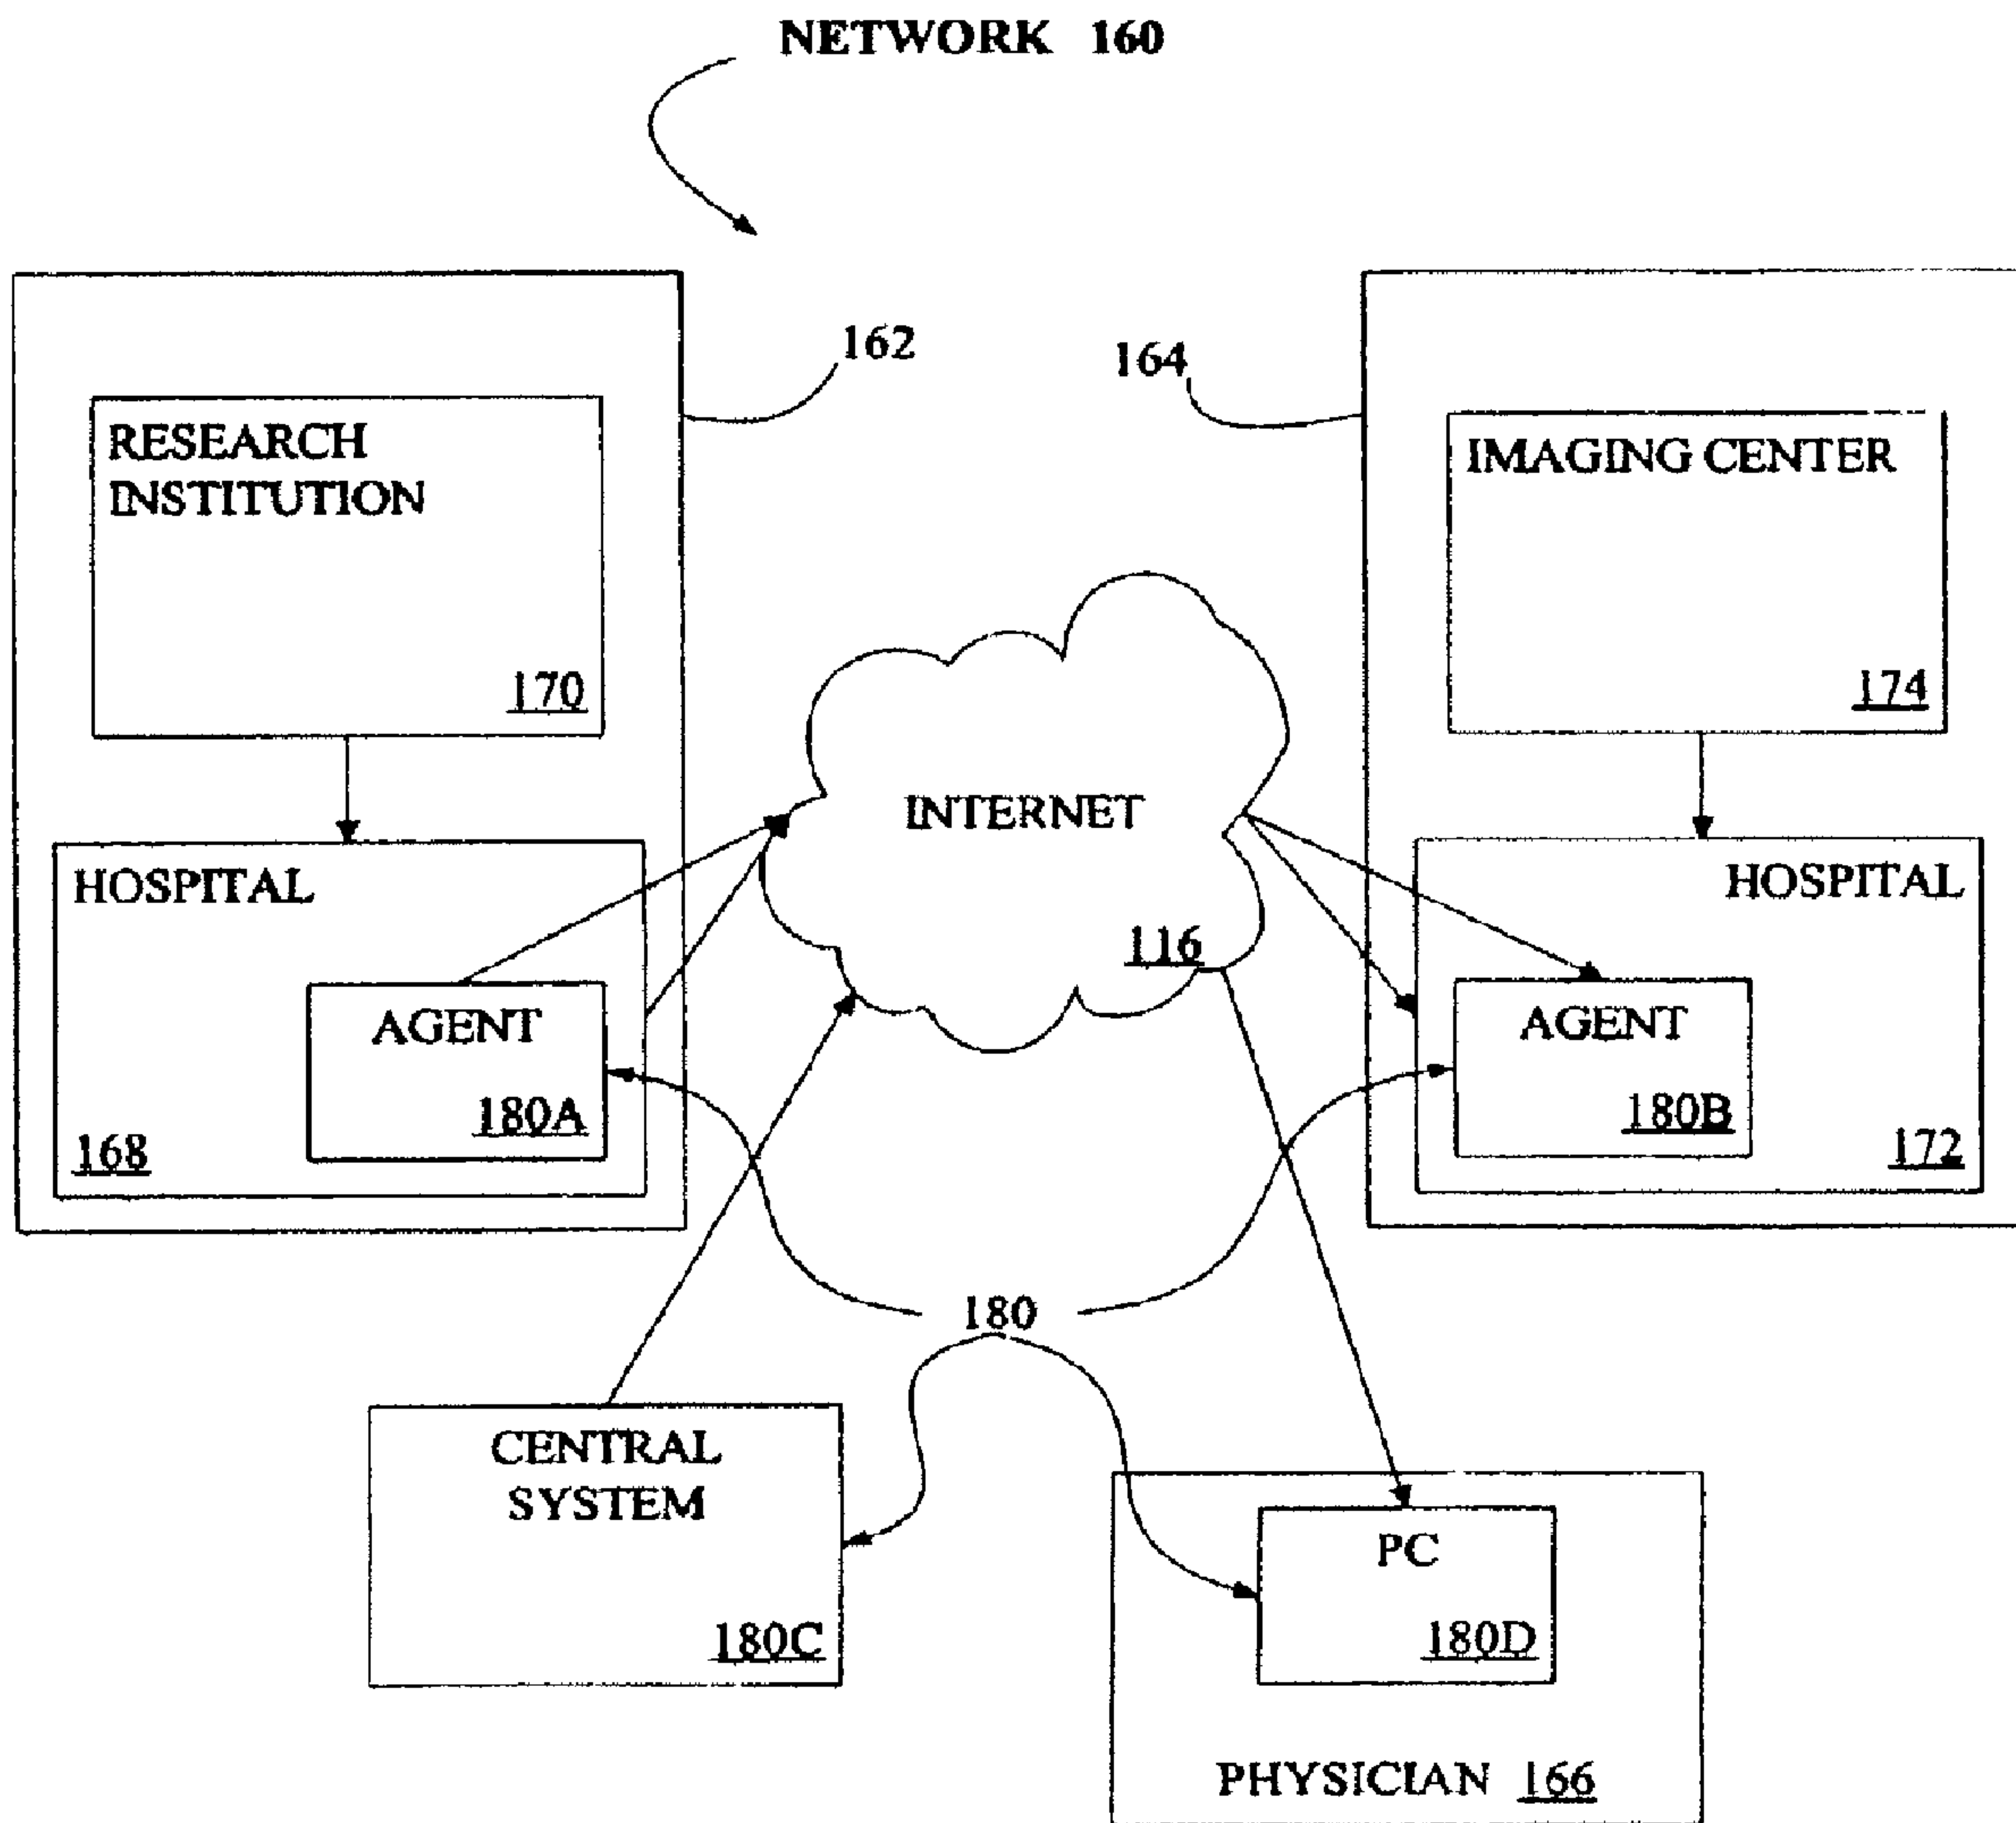 NETWORK 160
162
164
RESEARCH
INSTITUTION
170
IMAGING CENTER
174
INTERNET
116
HOSPITAL
AGENT
180A
168
HOSPITAL
AGENT
180B
172
180
CENTRAL
SYSTEM
180C
PC
180D
PHYSICIAN 166